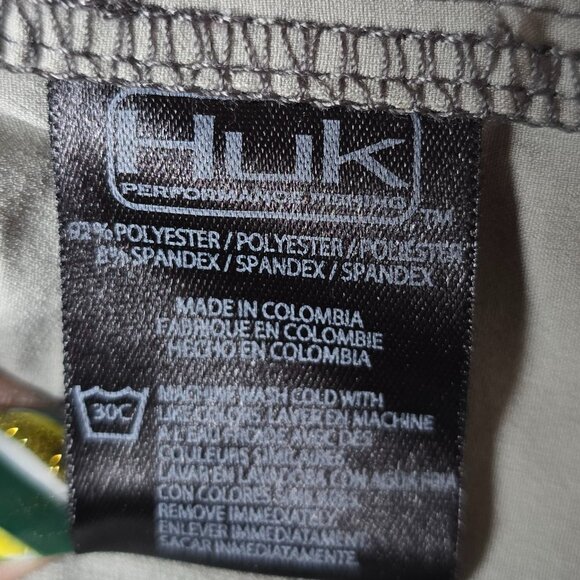 Huk
PERFORMANCE FISHING
TM
92% POLYESTER / POLYESTER / POLIESTER
8% SPANDEX / SPANDEX / SPANDEX
MADE IN COLOMBIA
FABRIQUE EN COLOMBIE
HECHO EN COLOMBIA
30C
MACHINE WASH COLD WITH
LIKE COLORS. LAVER EN MACHINE
A L'EAU FROIDE AVEC DES
COULEURS SIMILAIRES.
LAVAR EN LAVADORA CON AGUA FRIA
CON COLORES SIMILARES.
REMOVE IMMEDIATELY.
ENLEVER IMMEDIATEMENT
SACAR INMEDIATAMENTE